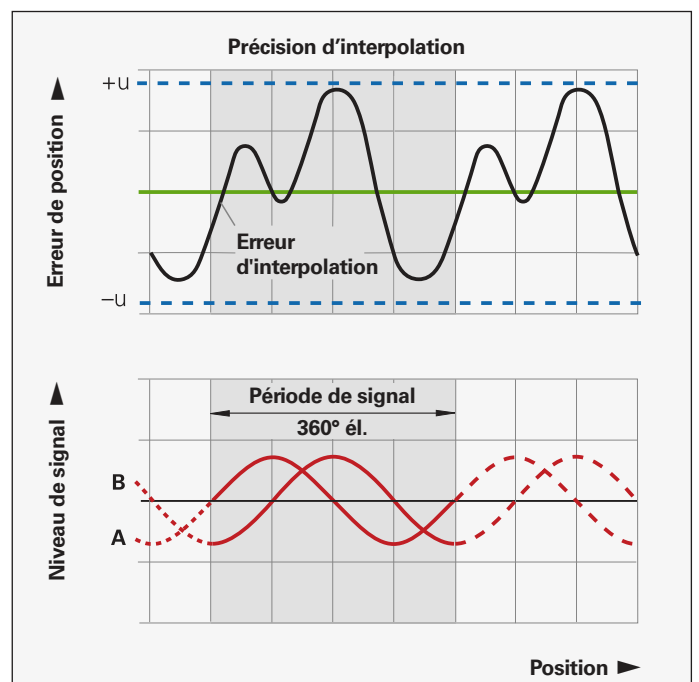 Précision d’interpolation
+u
Erreur de position ▲
Erreur
d'interpolation
–u
Période de signal
360° él.
Niveau de signal ▲
B
A
Position ►